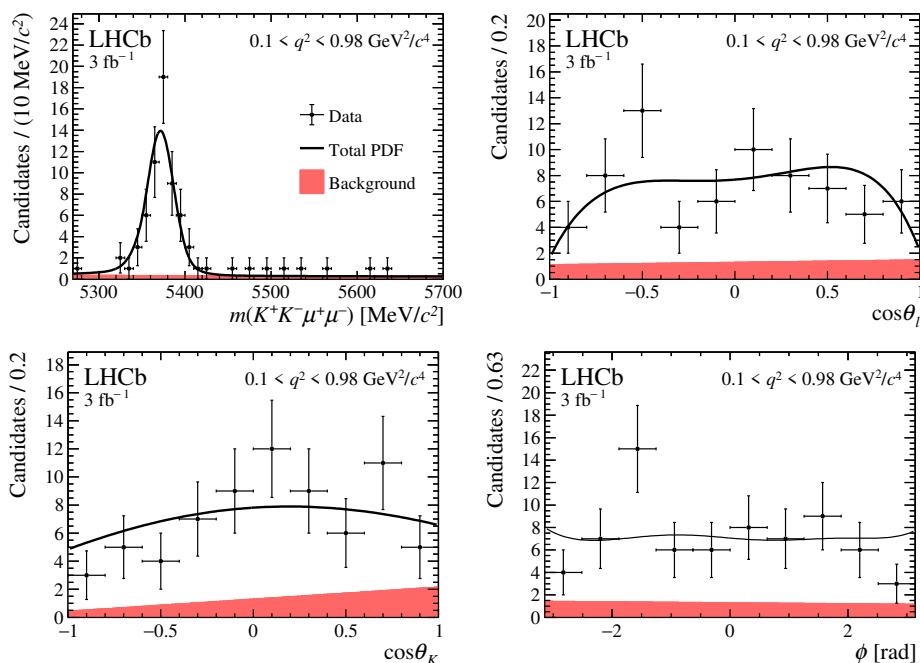 LHCb
3 fb⁻¹
0.1 < q² < 0.98 GeV²/c⁴
Candidates / (10 MeV/c²)
24
22
20
18
16
14
12
10
8
6
4
2
0
Data
Total PDF
Background
5300 5400 5500 5600 5700
m(K⁺K⁻μ⁺μ⁻) [MeV/c²]
LHCb
3 fb⁻¹
0.1 < q² < 0.98 GeV²/c⁴
Candidates / 0.2
20
18
16
14
12
10
8
6
4
2
0
−1 −0.5 0 0.5 1
cosθ_l
LHCb
3 fb⁻¹
0.1 < q² < 0.98 GeV²/c⁴
Candidates / 0.2
18
16
14
12
10
8
6
4
2
0
−1 −0.5 0 0.5 1
cosθ_K
LHCb
3 fb⁻¹
0.1 < q² < 0.98 GeV²/c⁴
Candidates / 0.63
22
20
18
16
14
12
10
8
6
4
2
0
−2 0 2
ϕ [rad]